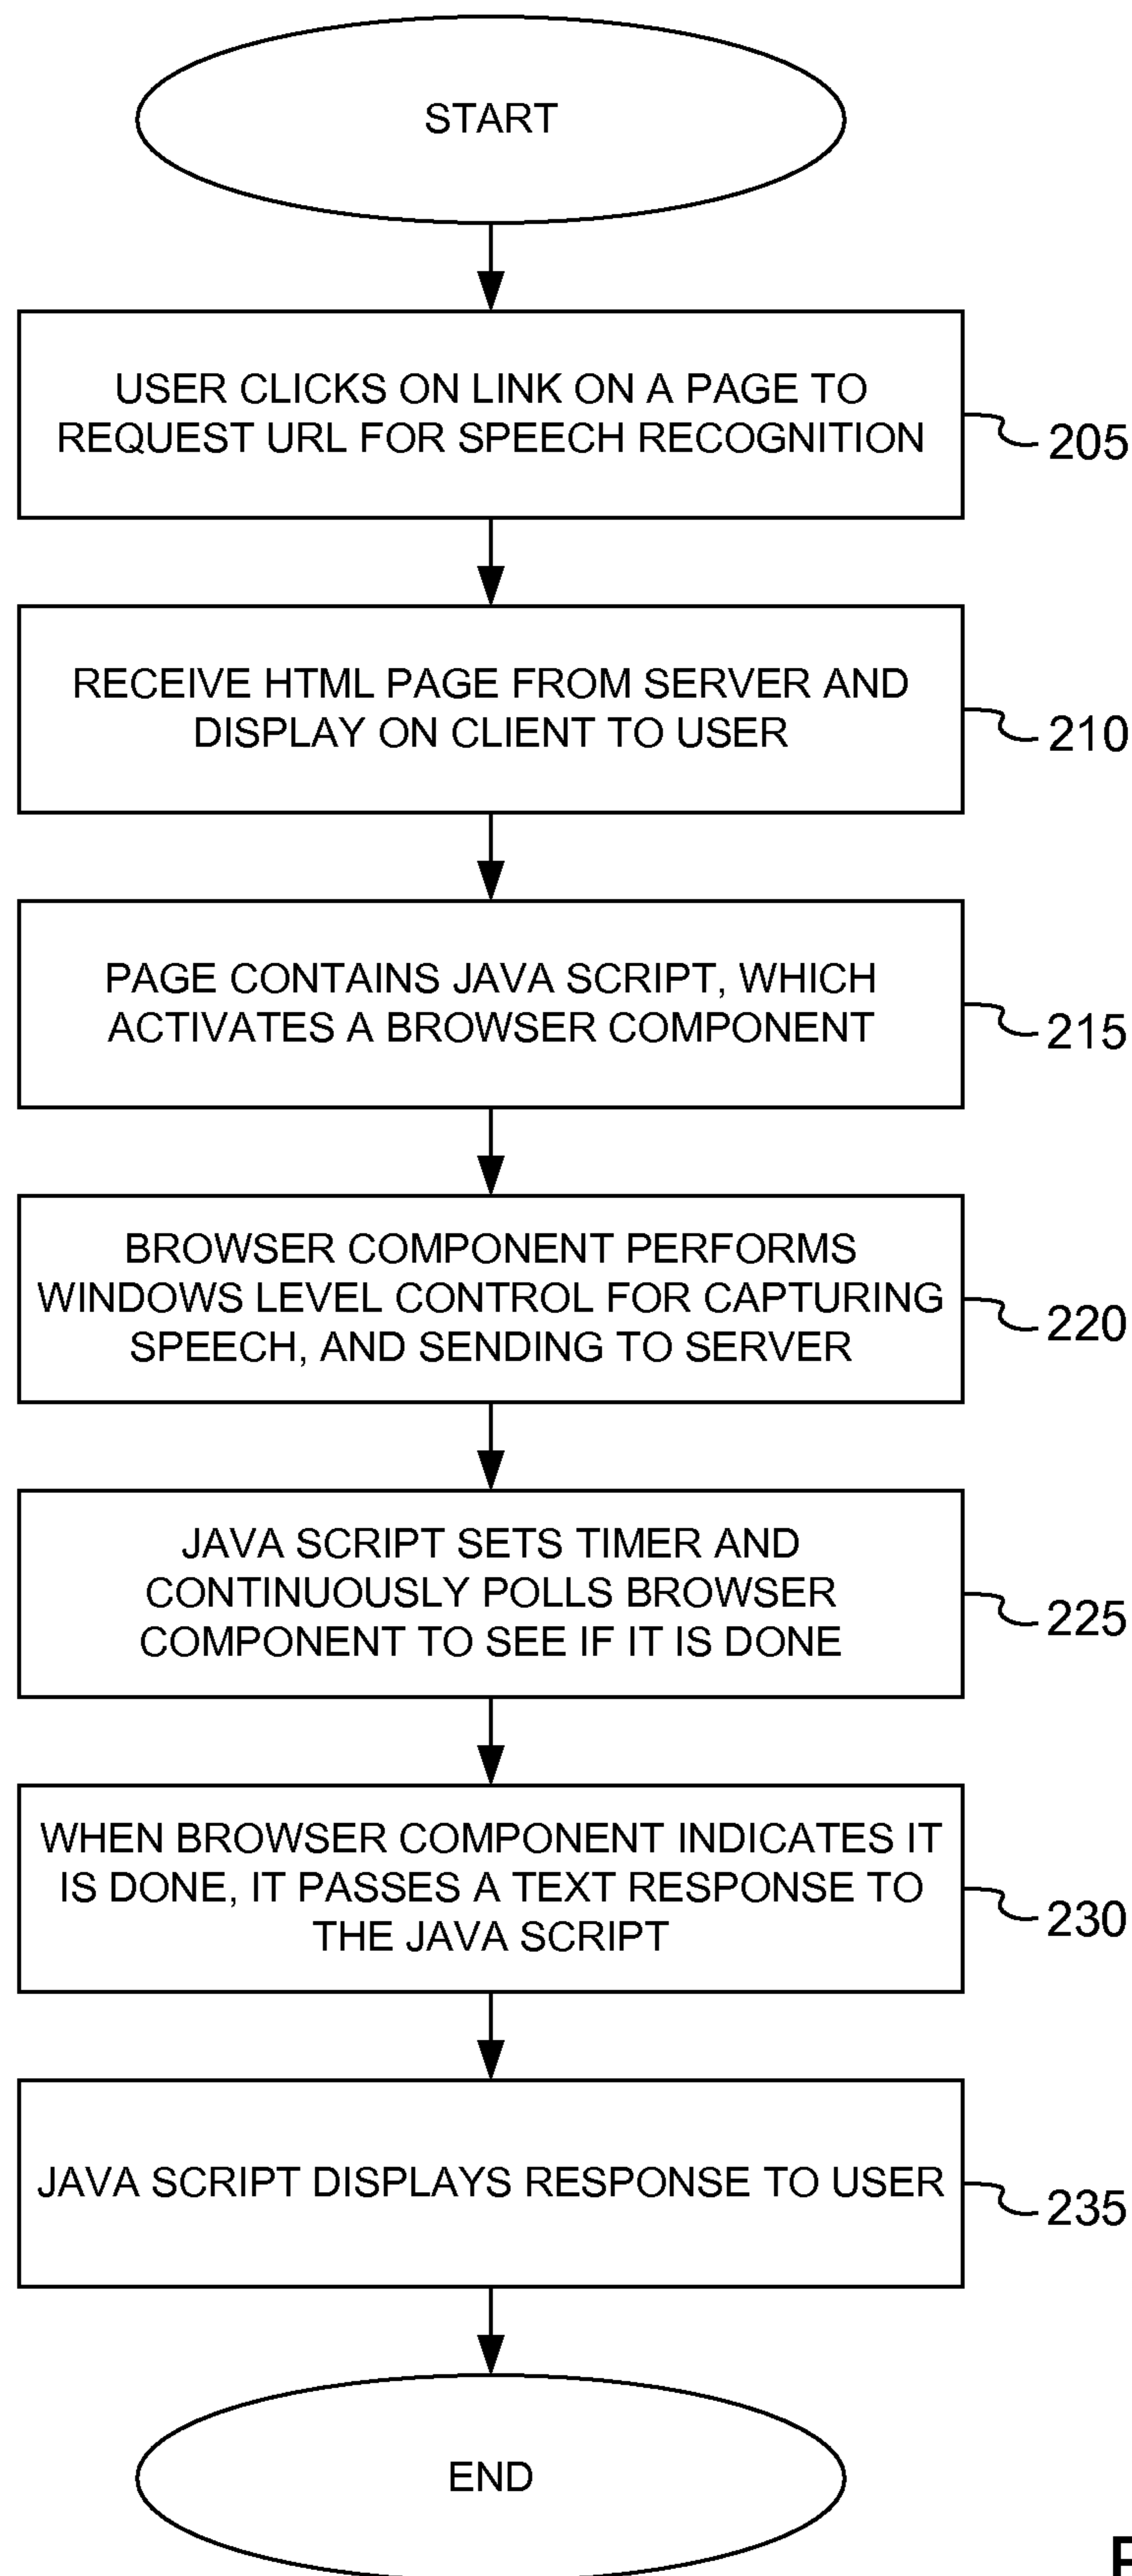 START
USER CLICKS ON LINK ON A PAGE TO
REQUEST URL FOR SPEECH RECOGNITION
205
RECEIVE HTML PAGE FROM SERVER AND
DISPLAY ON CLIENT TO USER
210
PAGE CONTAINS JAVA SCRIPT, WHICH
ACTIVATES A BROWSER COMPONENT
215
BROWSER COMPONENT PERFORMS
WINDOWS LEVEL CONTROL FOR CAPTURING
SPEECH, AND SENDING TO SERVER
220
JAVA SCRIPT SETS TIMER AND
CONTINUOUSLY POLLS BROWSER
COMPONENT TO SEE IF IT IS DONE
225
WHEN BROWSER COMPONENT INDICATES IT
IS DONE, IT PASSES A TEXT RESPONSE TO
THE JAVA SCRIPT
230
JAVA SCRIPT DISPLAYS RESPONSE TO USER
235
END